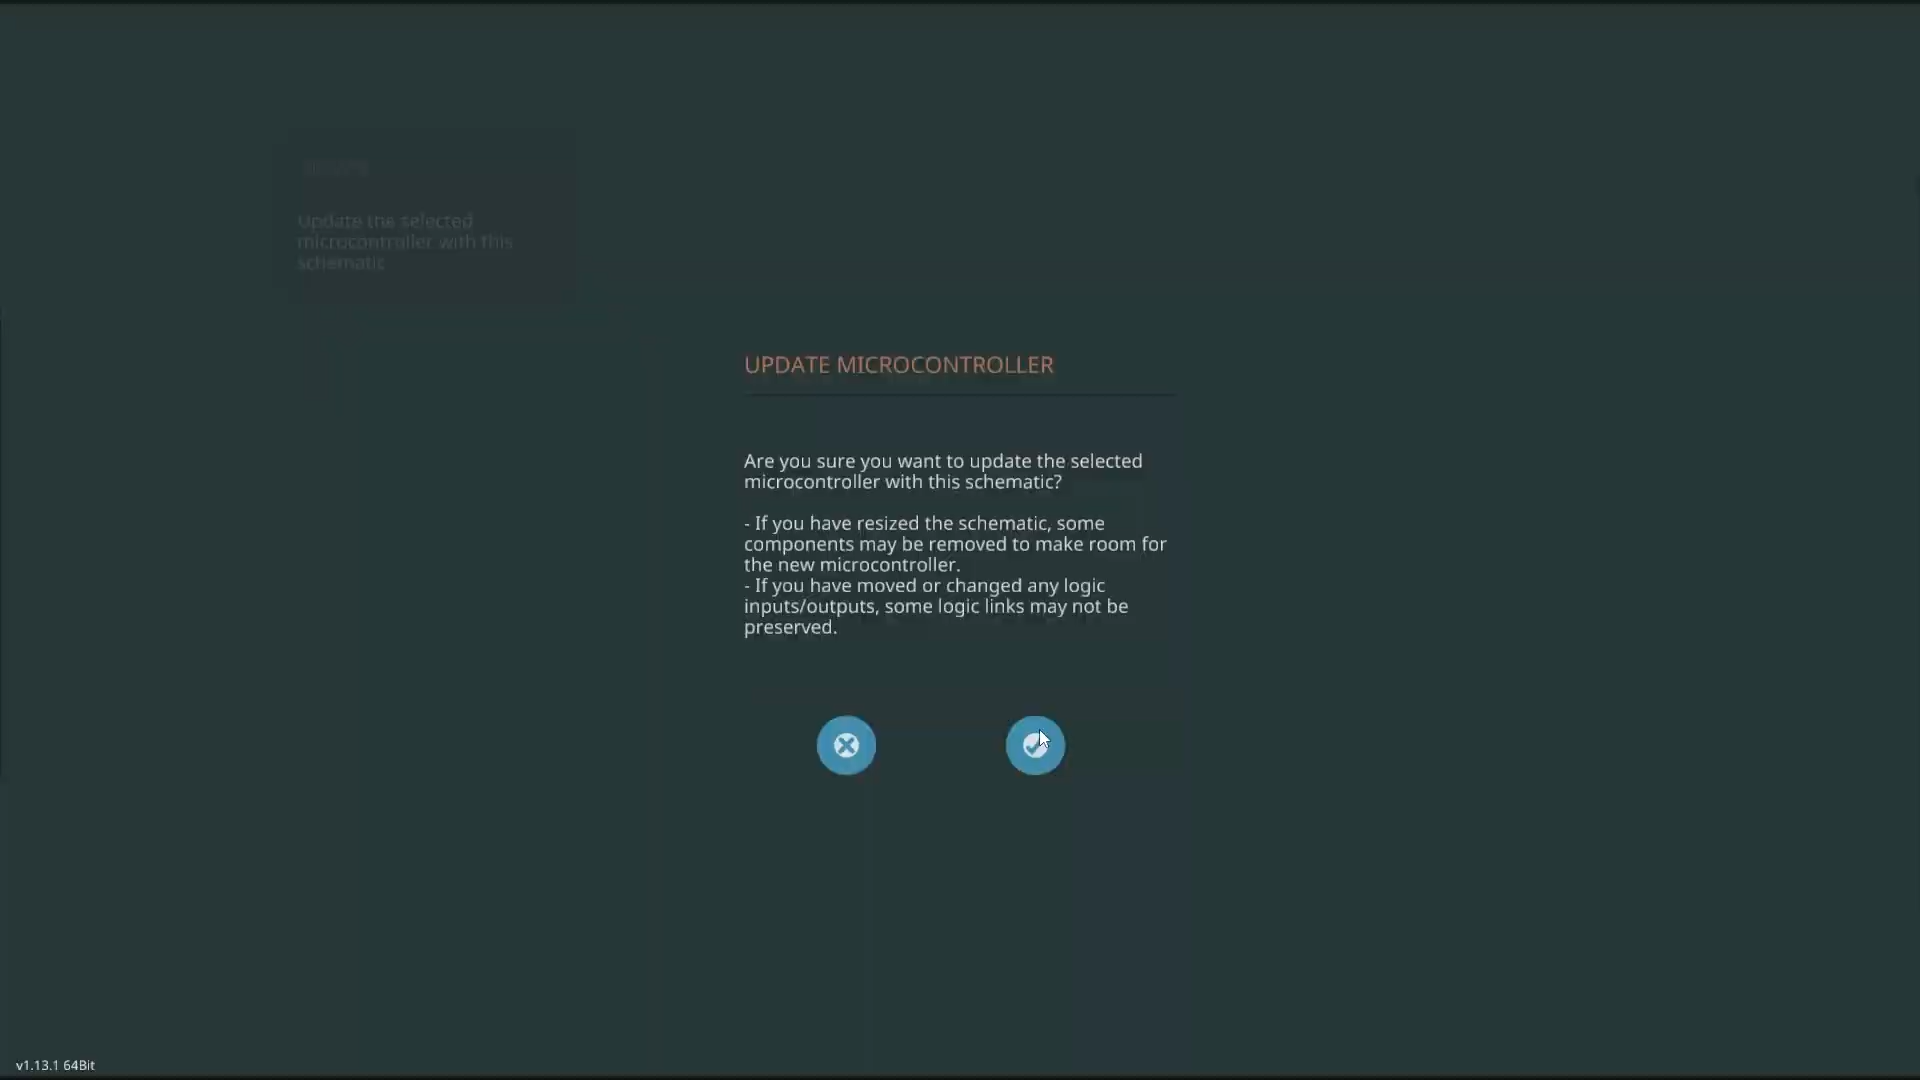 Update the selected
microcontroller with this
schematic
UPDATE MICROCONTROLLER
Are you sure you want to update the selected
microcontroller with this schematic?
- If you have resized the schematic, some
components may be removed to make room for
the new microcontroller.
- If you have moved or changed any logic
inputs/outputs, some logic links may not be
preserved.
v1.13.1 64Bit